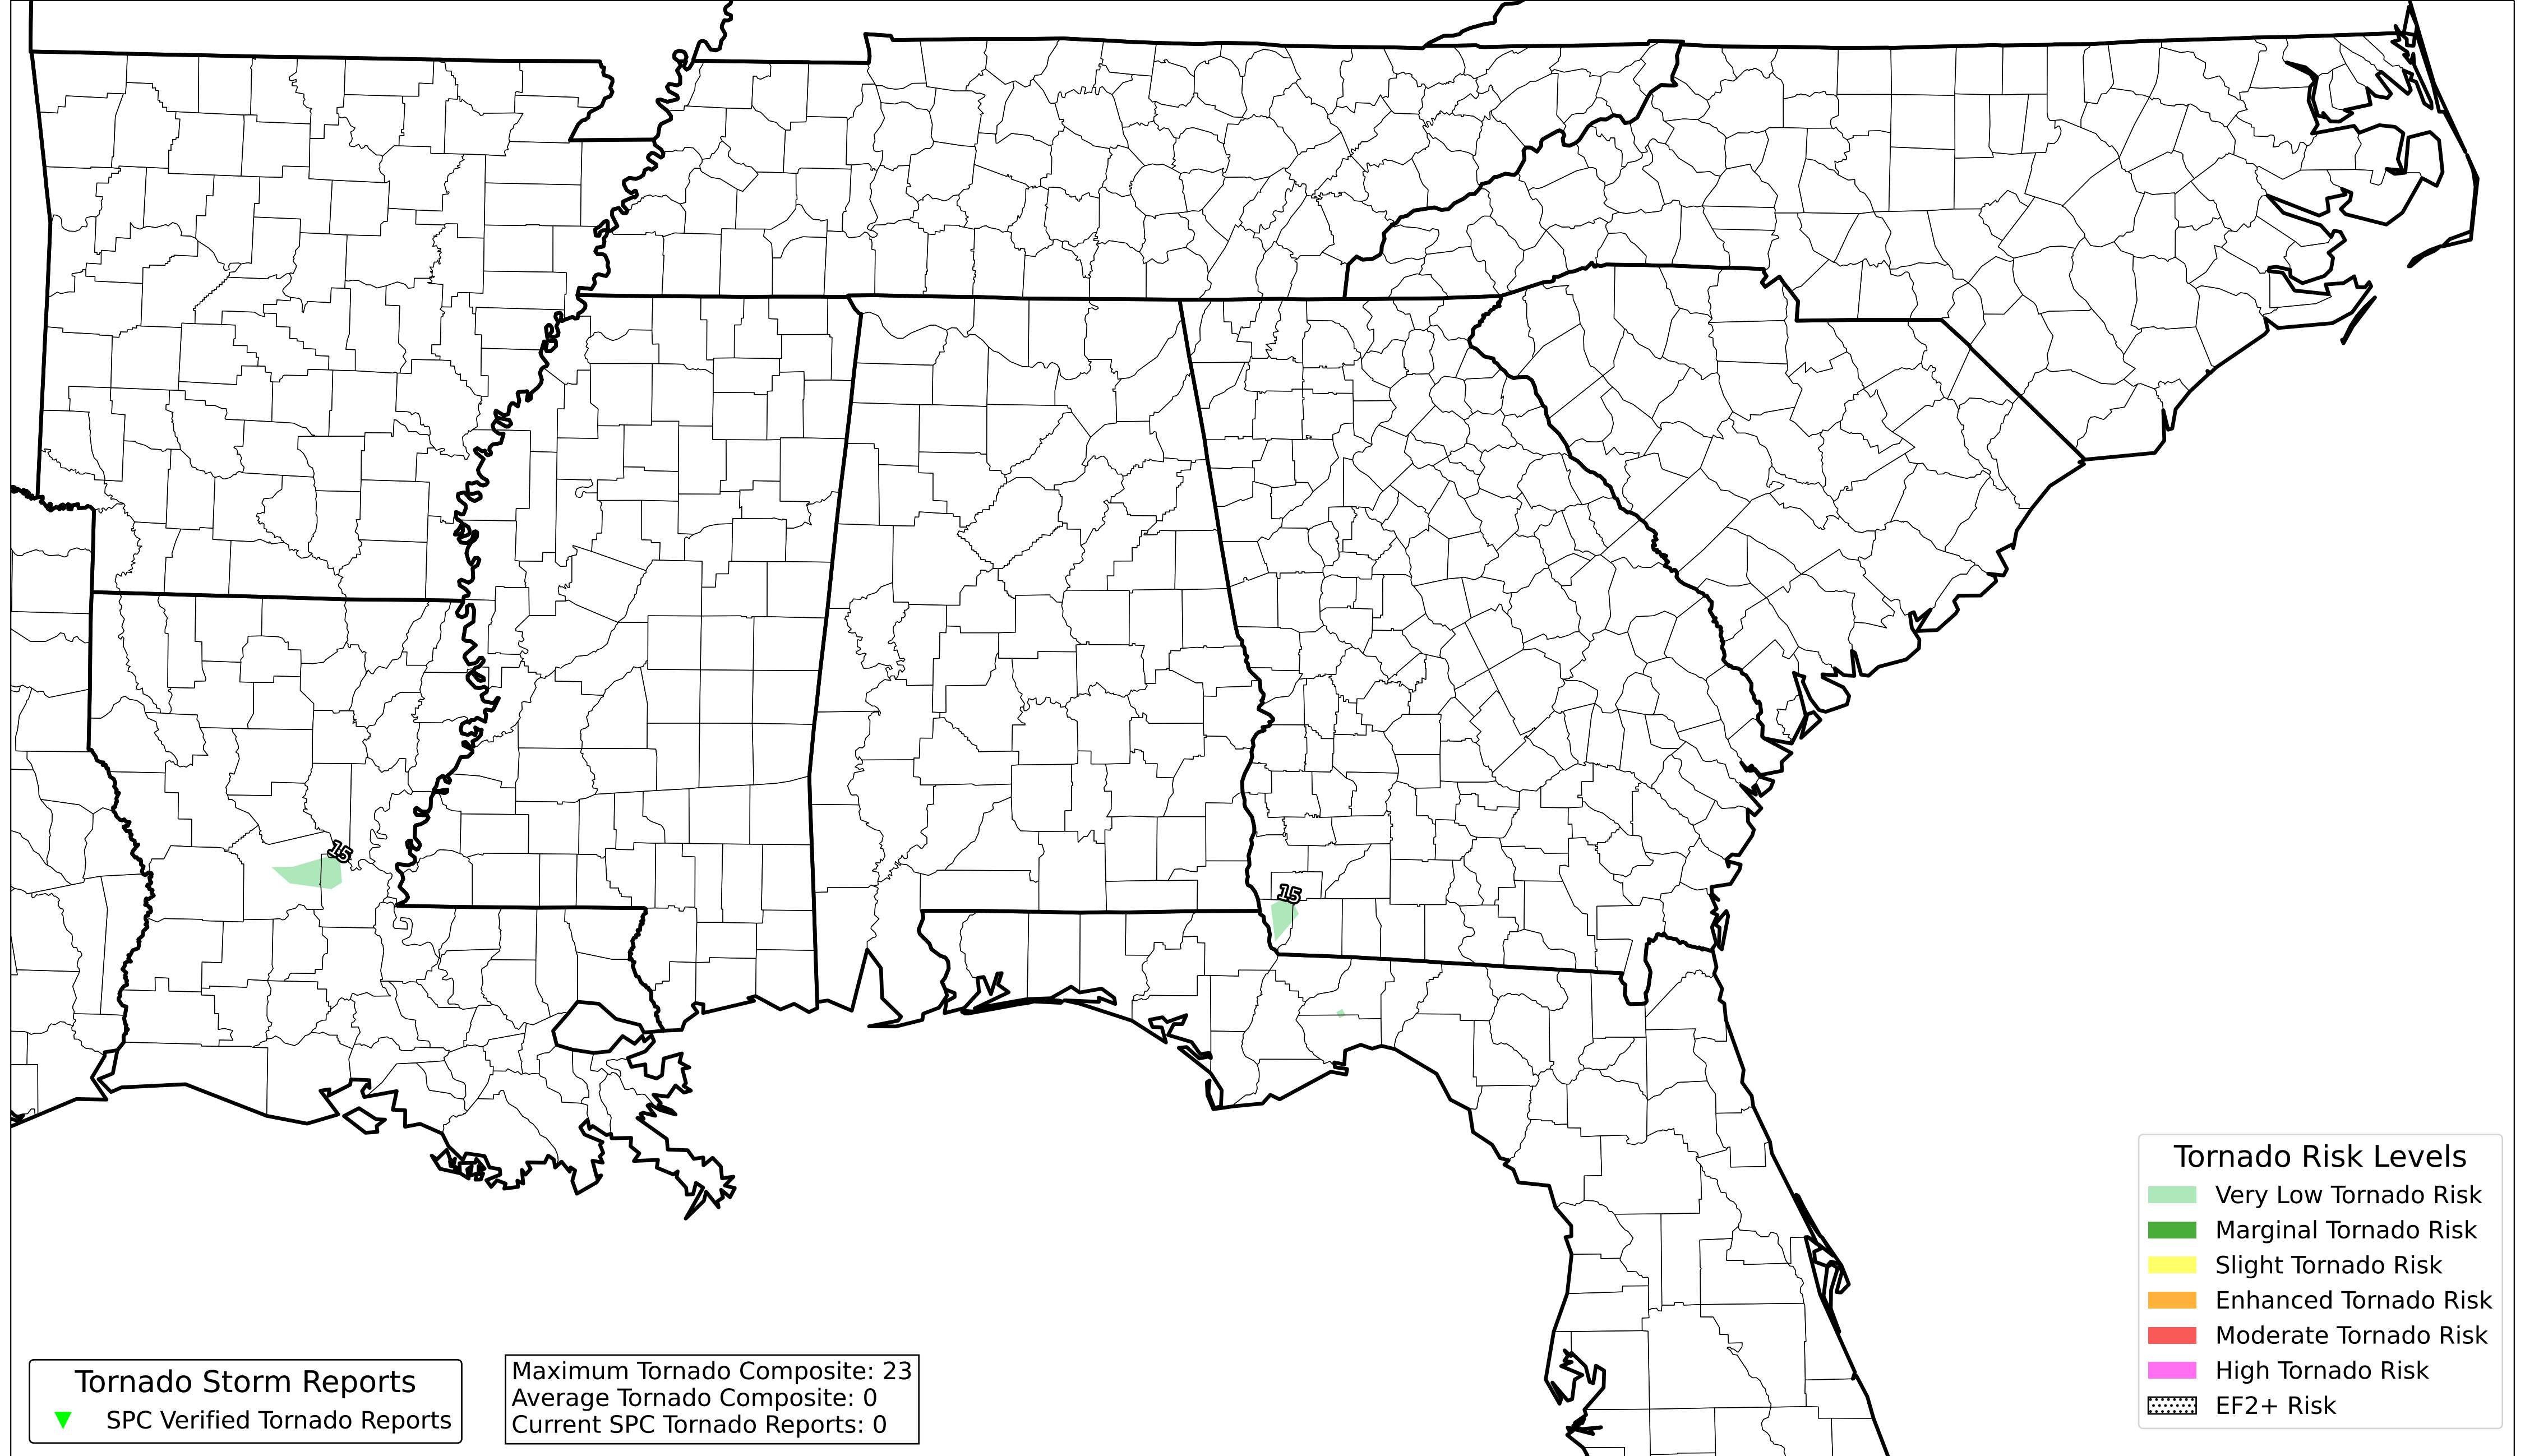 15
15
Tornado Risk Levels
Very Low Tornado Risk
Marginal Tornado Risk
Slight Tornado Risk
Enhanced Tornado Risk
Moderate Tornado Risk
High Tornado Risk
EF2+ Risk
Tornado Storm Reports
SPC Verified Tornado Reports
Maximum Tornado Composite: 23
Average Tornado Composite: 0
Current SPC Tornado Reports: 0